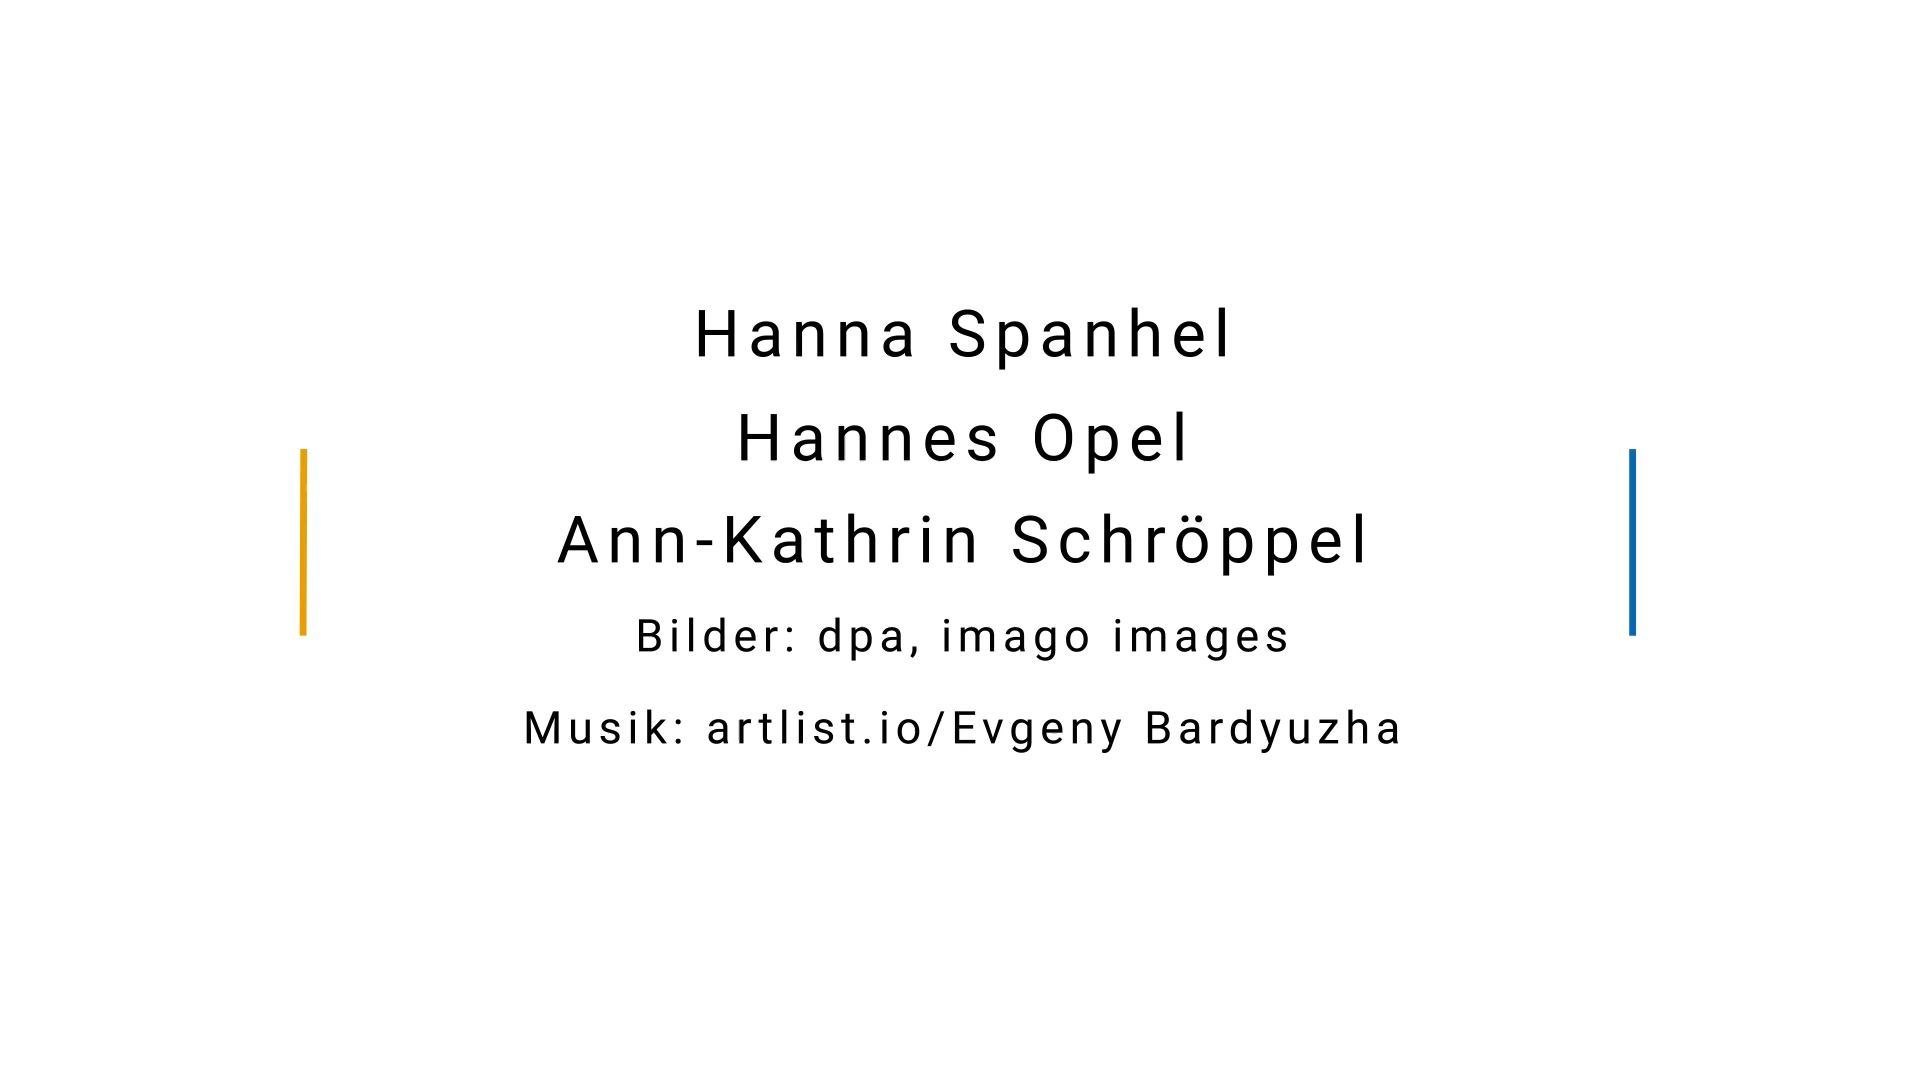 Hanna Spanhel
Hannes Opel
Ann-Kathrin Schröppel
Bilder: dpa, imago images
Musik: artlist.io/Evgeny Bardyuzha